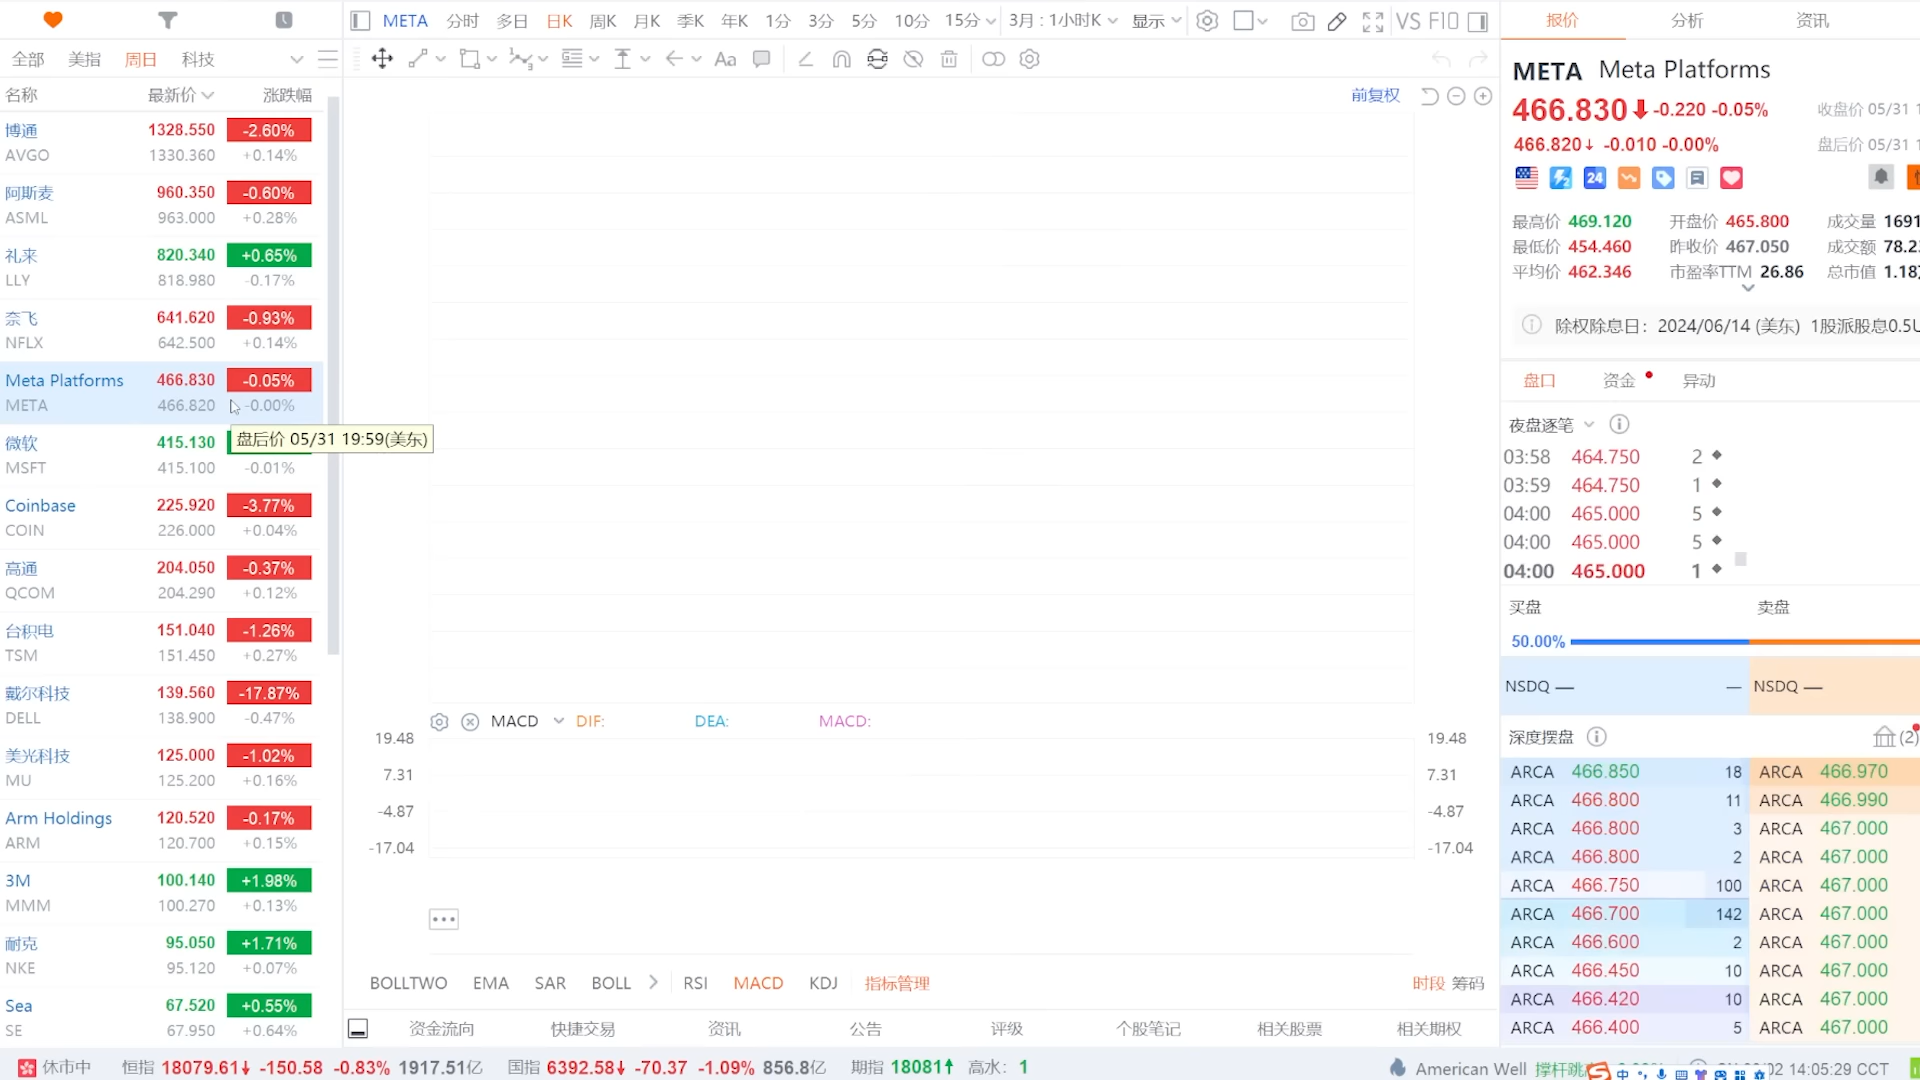 META 分时 多日 日K 周K 月K 季K 年K 1分 3分 5分 10分 15分 3月 : 1小时K 显示 VS F10
报价 分析 资讯
全部 美指 周日 科技
Aa
名称 最新价 涨跌幅
前复权
博通 1328.550 -2.60%
AVGO 1330.360 +0.14%
阿斯麦 960.350 -0.60%
ASML 963.000 +0.28%
礼来 820.340 +0.65%
LLY 818.980 -0.17%
奈飞 641.620 -0.93%
NFLX 642.500 +0.14%
Meta Platforms 466.830 -0.05%
META 466.820 -0.00%
微软 415.130
盘后价 05/31 19:59(美东)
MSFT 415.100 -0.01%
Coinbase 225.920 -3.77%
COIN 226.000 +0.04%
高通 204.050 -0.37%
QCOM 204.290 +0.12%
台积电 151.040 -1.26%
TSM 151.450 +0.27%
戴尔科技 139.560 -17.87%
DELL 138.900 -0.47%
美光科技 125.000 -1.02%
MU 125.200 +0.16%
Arm Holdings 120.520 -0.17%
ARM 120.700 +0.15%
3M 100.140 +1.98%
MMM 100.270 +0.13%
耐克 95.050 +1.71%
NKE 95.120 +0.07%
Sea 67.520 +0.55%
SE 67.950 +0.64%
MACD DIF: DEA: MACD:
19.48 19.48
7.31 7.31
-4.87 -4.87
-17.04 -17.04
BOLLTWO EMA SAR BOLL RSI MACD KDJ 指标管理 时段 筹码
资金流向 快捷交易 资讯 公告 评级 个股笔记 相关股票 相关期权
META Meta Platforms
466.830 -0.220 -0.05% 收盘价 05/31 1
466.820↓ -0.010 -0.00% 盘后价 05/31 1
24
最高价 469.120 开盘价 465.800 成交量 1691
最低价 454.460 昨收价 467.050 成交额 78.2
平均价 462.346 市盈率TTM 26.86 总市值 1.18
除权除息日: 2024/06/14 (美东) 1股派股息0.5U
盘口 资金 异动
夜盘逐笔
03:58 464.750 2
03:59 464.750 1
04:00 465.000 5
04:00 465.000 5
04:00 465.000 1
买盘 卖盘
50.00%
NSDQ — — NSDQ —
深度摆盘 (2)
ARCA 466.850 18 ARCA 466.970
ARCA 466.800 11 ARCA 466.990
ARCA 466.800 3 ARCA 467.000
ARCA 466.800 2 ARCA 467.000
ARCA 466.750 100 ARCA 467.000
ARCA 466.700 142 ARCA 467.000
ARCA 466.600 2 ARCA 467.000
ARCA 466.450 10 ARCA 467.000
ARCA 466.420 10 ARCA 467.000
ARCA 466.400 5 ARCA 467.000
休市中 恒指 18079.61↓ -150.58 -0.83% 1917.51亿 国指 6392.58↓ -70.37 -1.09% 856.8亿 期指 18081↑ 高水: 1 American Well 撑杆跳 中 14:05:29 CCT